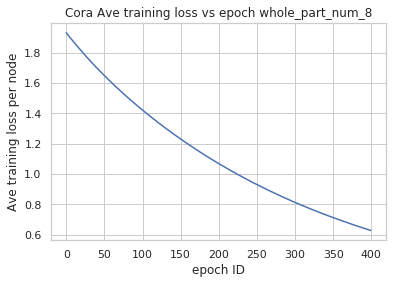 Cora Ave training loss vs epoch whole_part_num_8
Ave training loss per node
1.8
1.6
1.4
1.2
1.0
0.8
0.6
0 50 100 150 200 250 300 350 400
epoch ID